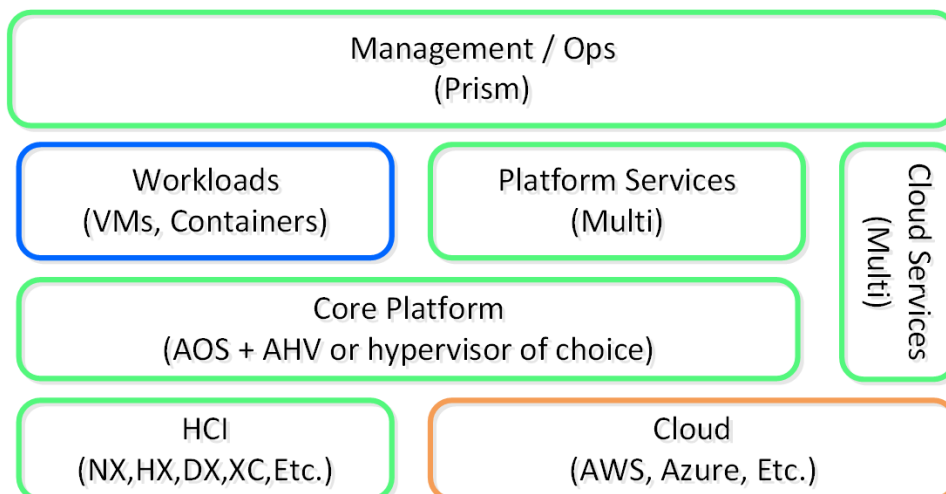 Management / Ops
(Prism)
Workloads
(VMs, Containers)
Platform Services
(Multi)
Cloud Services
(Multi)
Core Platform
(AOS + AHV or hypervisor of choice)
HCI
(NX,HX,DX,XC,Etc.)
Cloud
(AWS, Azure, Etc.)